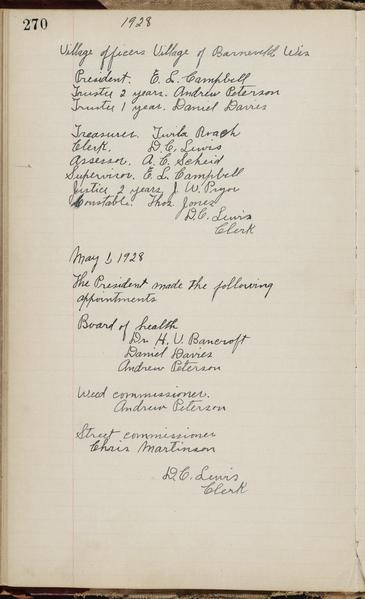 270
1928
Village officers Village of Barneveld Wis
President. E. L. Campbell
Trustee 2 years. Andrew Peterson
Trustee 1 year. Daniel Davies
Treasurer. Turla Roach
Clerk. D. C. Lewis
Assessor. A. E. Scheid
Supervisor. E. L. Campbell
Justice 2 years J. W. Pryor
Constable. Thos. Jones
D. C. Lewis
Clerk
May 1, 1928
The President made the following
appointments
Board of health
Dr. H. V. Bancroft
Daniel Davies
Andrew Peterson
Weed commissioner.
Andrew Peterson
Street commissioner
Chris Martinson
D. C. Lewis
Clerk